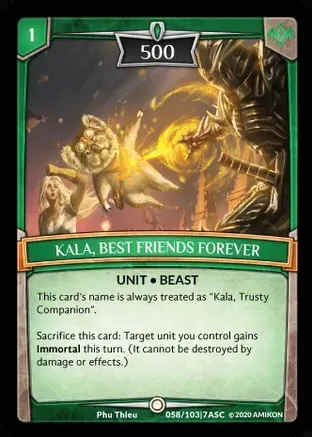 1
500
KALA, BEST FRIENDS FOREVER
UNIT • BEAST
This card's name is always treated as "Kala, Trusty
Companion".
Sacrifice this card: Target unit you control gains
Immortal this turn. (It cannot be destroyed by
damage or effects.)
Phu Thieu
058/103|7ASC © 2020 AMIKON